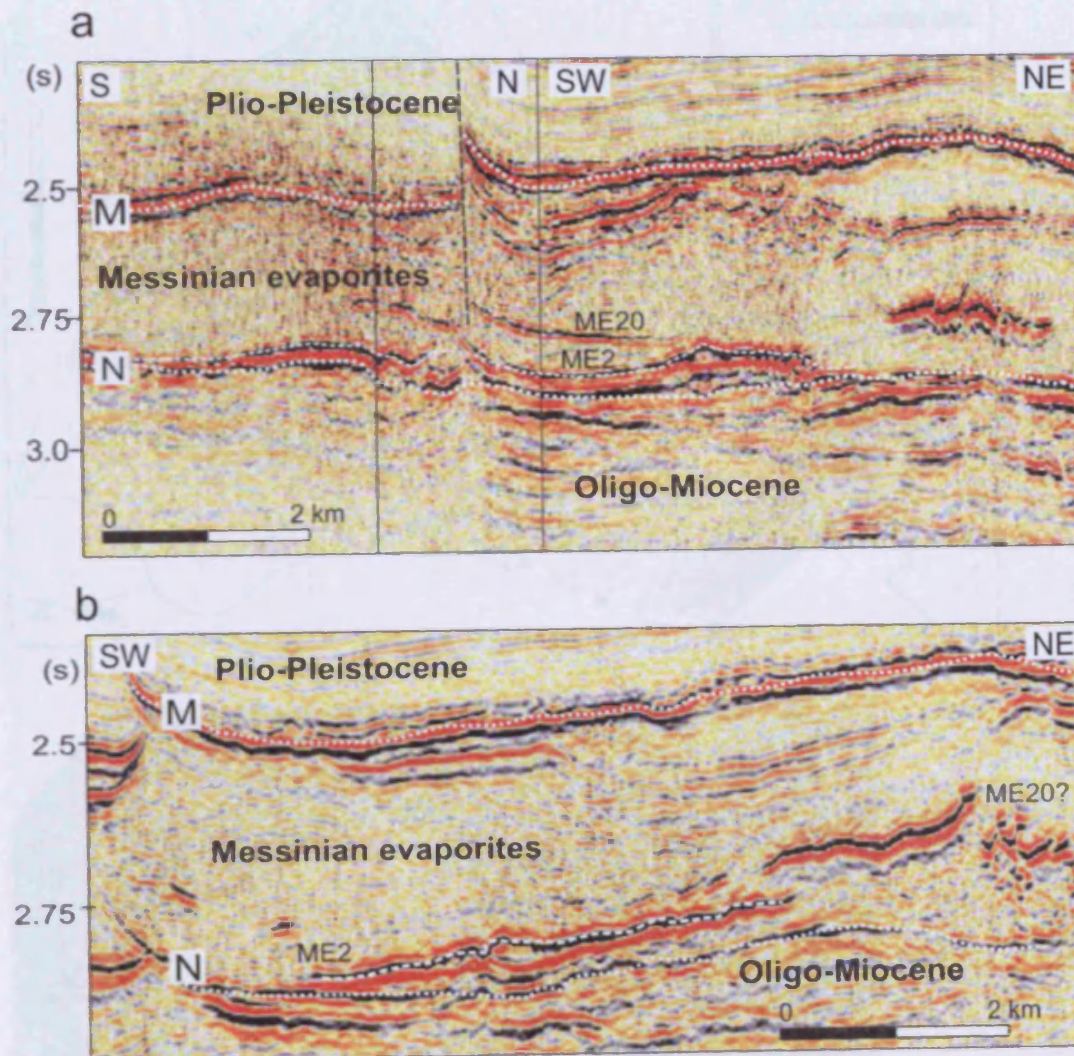 a
(s) S N SW NE
Plio-Pleistocene
2.5
M
Messinian evaporites
2.75
ME20
ME2
N
3.0
Oligo-Miocene
0 2 km
b
SW NE
(s) Plio-Pleistocene
M
2.5
ME20?
Messinian evaporites
2.75
ME2
N
Oligo-Miocene
0 2 km